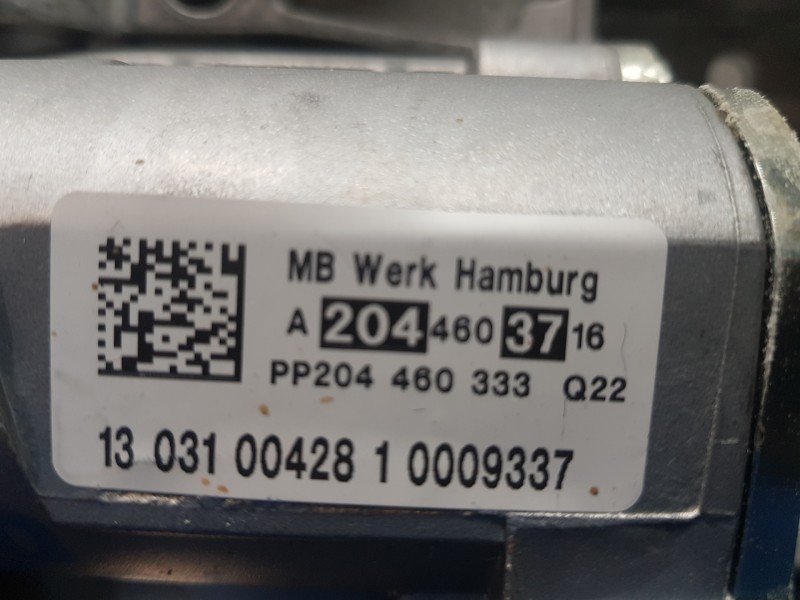 MB Werk Hamburg
A 204 460 37 16
PP204 460 333 Q22
13 031 00428 1 0009337